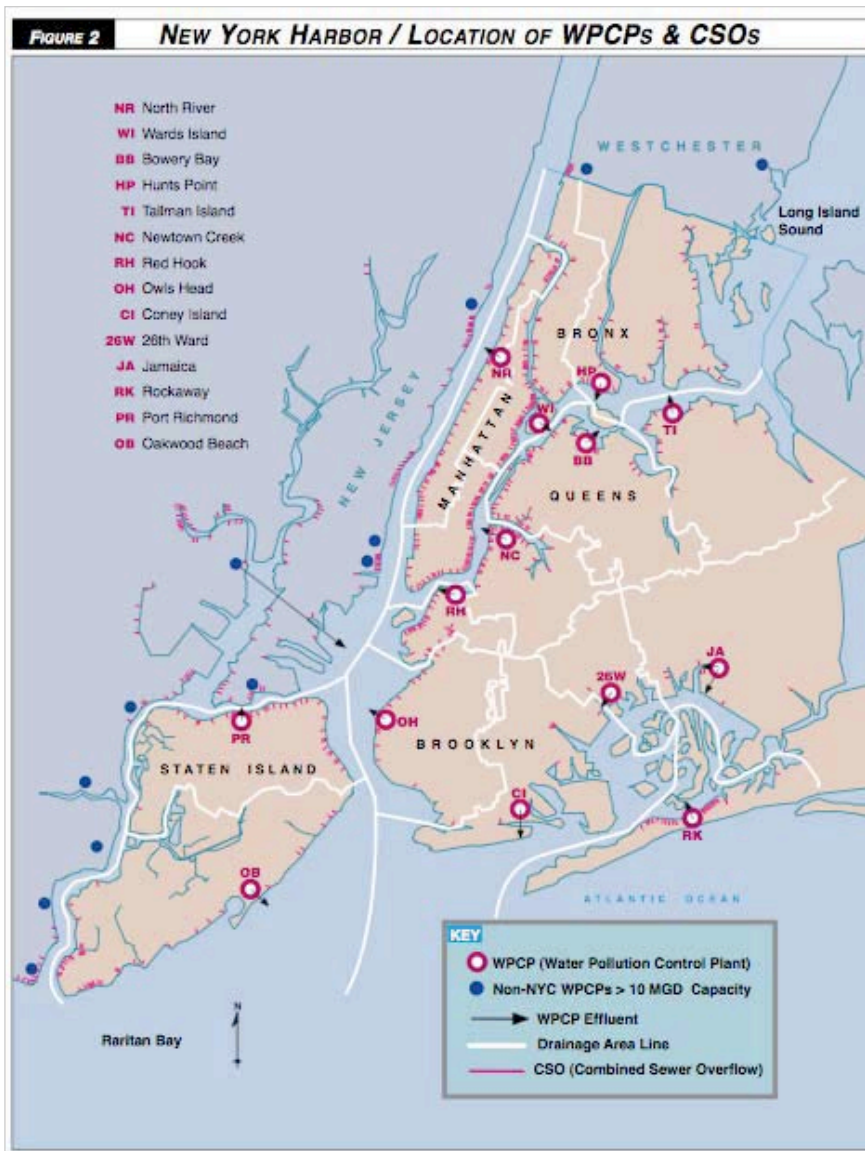 FIGURE 2
NEW YORK HARBOR / LOCATION OF WPCPS & CSOS
NR North River
WI Wards Island
BB Bowery Bay
HP Hunts Point
TI Tallman Island
NC Newtown Creek
RH Red Hook
OH Owls Head
CI Coney Island
26W 26th Ward
JA Jamaica
RK Rockaway
PR Port Richmond
OB Oakwood Beach
WESTCHESTER
Long Island
Sound
BRONX
NEW JERSEY
MANHATTAN
NR
HP
WI
TI
BB
QUEENS
NC
RH
JA
26W
OH
PR
BROOKLYN
STATEN ISLAND
CI
RK
OB
ATLANTIC OCEAN
Raritan Bay
N
KEY
WPCP (Water Pollution Control Plant)
Non-NYC WPCPs > 10 MGD Capacity
WPCP Effluent
Drainage Area Line
CSO (Combined Sewer Overflow)